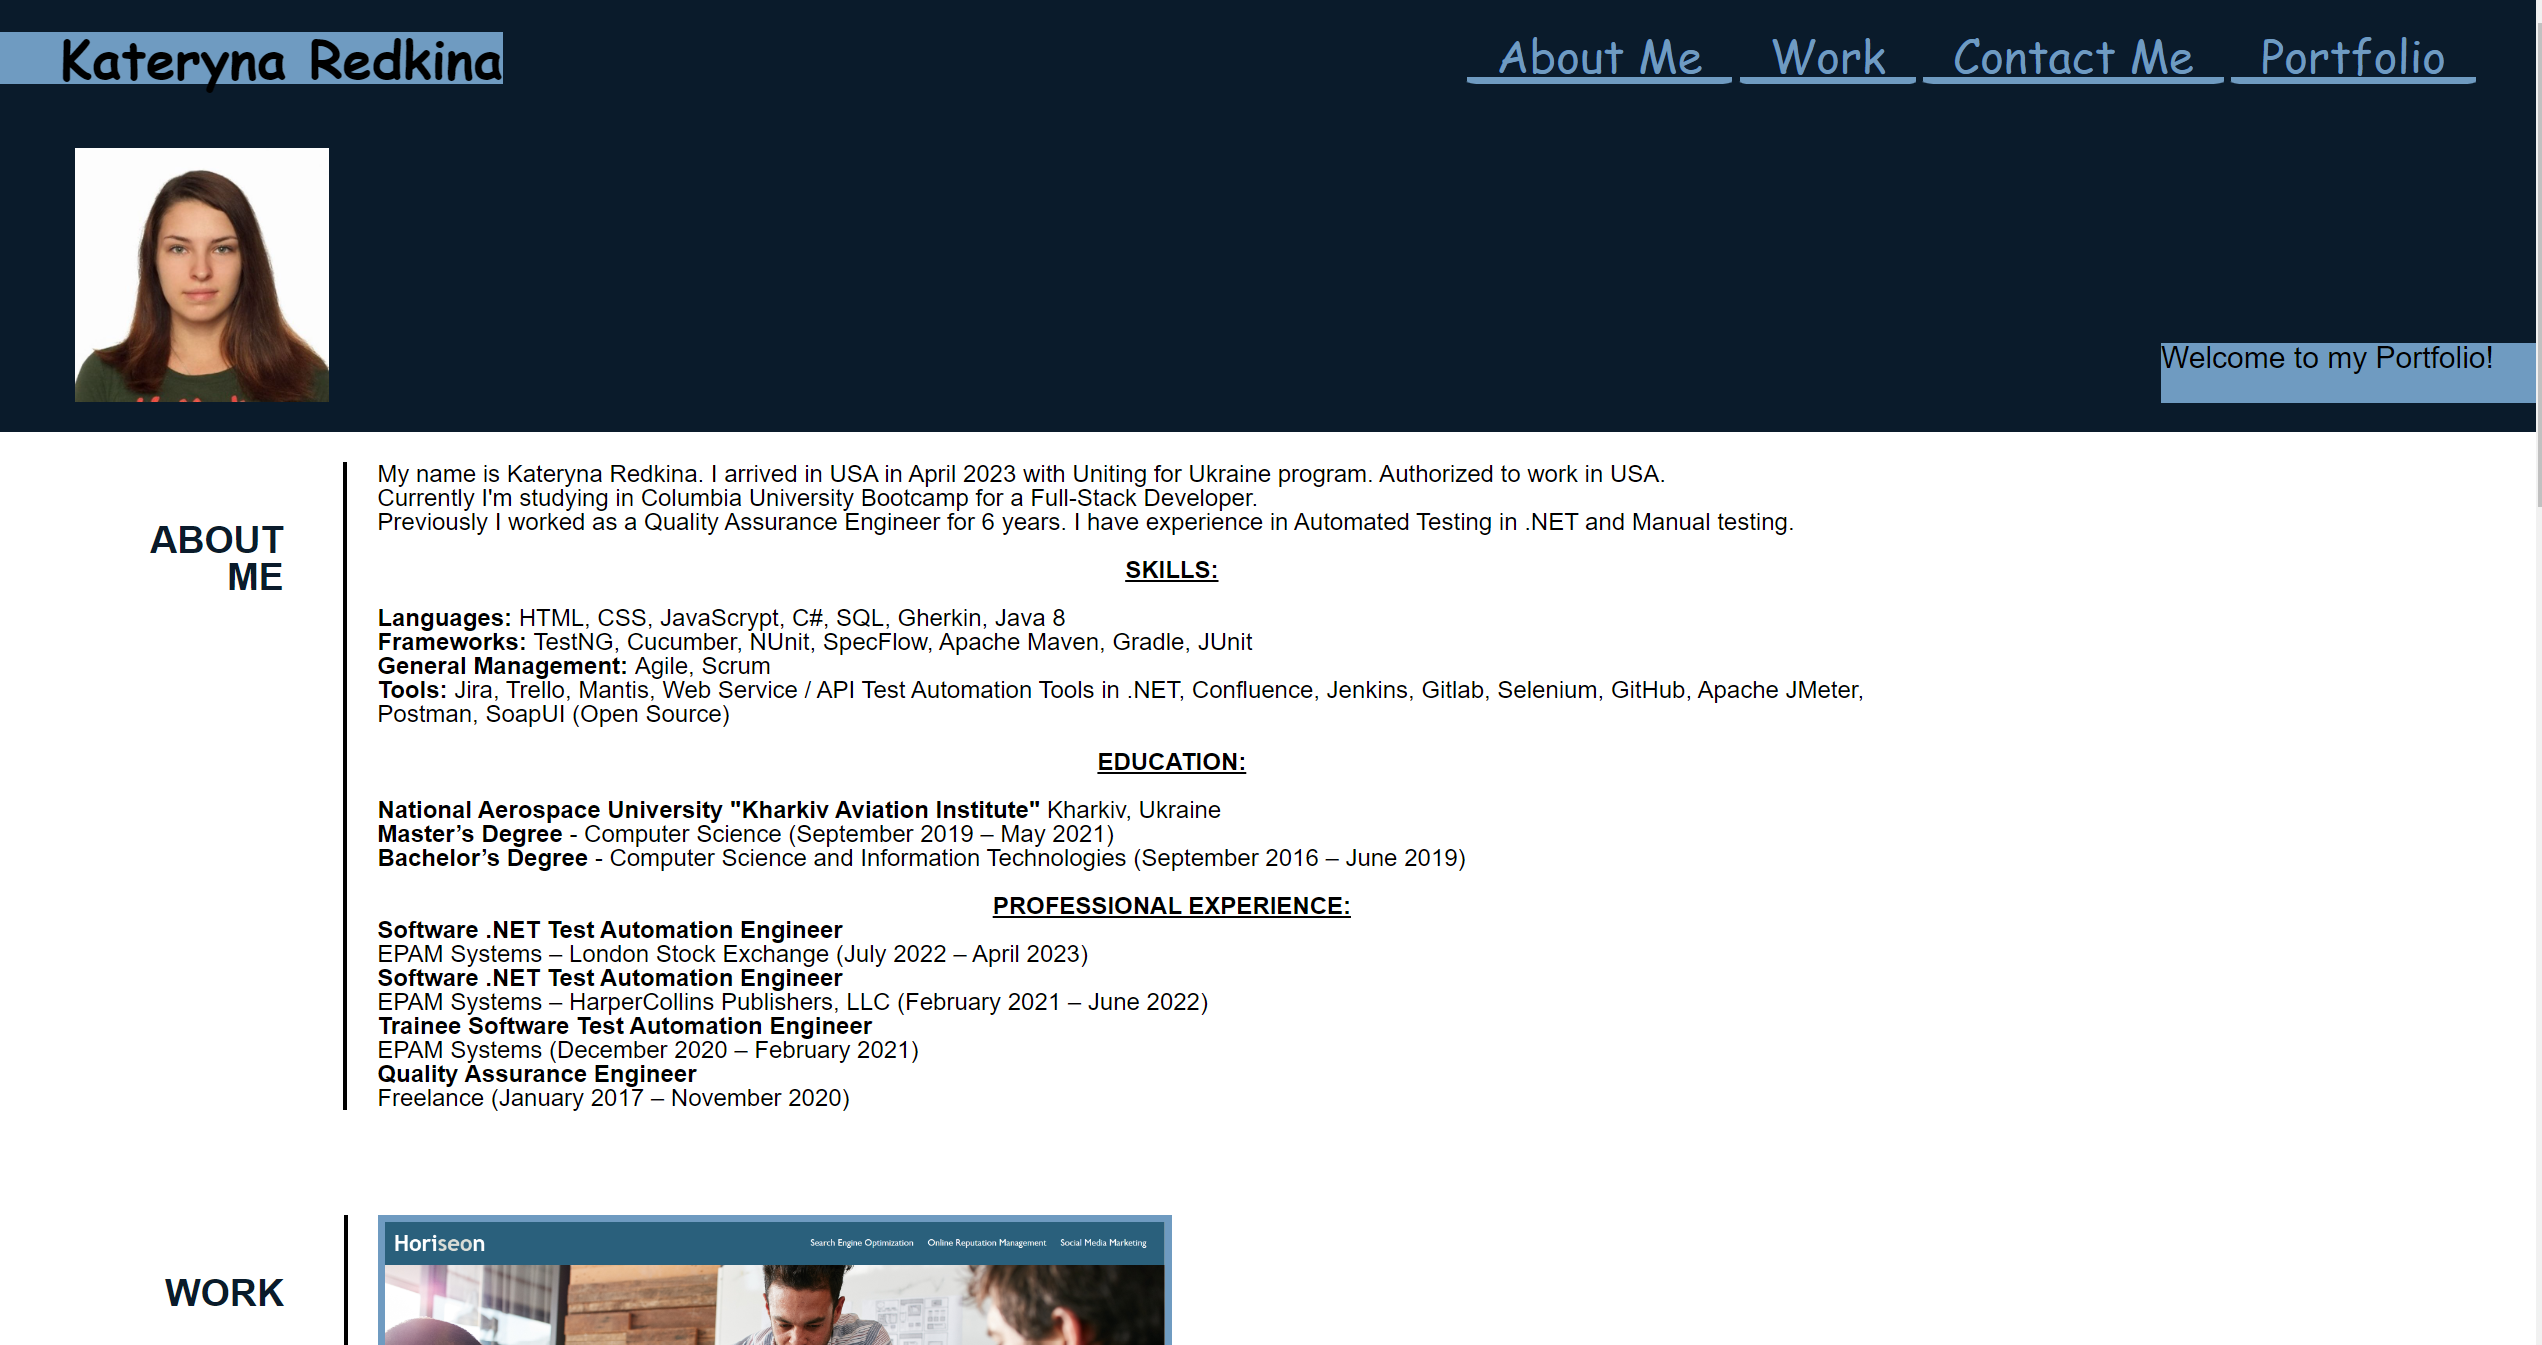 Kateryna Redkina
About Me Work Contact Me Portfolio
Welcome to my Portfolio!
ABOUT
ME
My name is Kateryna Redkina. I arrived in USA in April 2023 with Uniting for Ukraine program. Authorized to work in USA.
Currently I'm studying in Columbia University Bootcamp for a Full-Stack Developer.
Previously I worked as a Quality Assurance Engineer for 6 years. I have experience in Automated Testing in .NET and Manual testing.
SKILLS:
Languages: HTML, CSS, JavaScrypt, C#, SQL, Gherkin, Java 8
Frameworks: TestNG, Cucumber, NUnit, SpecFlow, Apache Maven, Gradle, JUnit
General Management: Agile, Scrum
Tools: Jira, Trello, Mantis, Web Service / API Test Automation Tools in .NET, Confluence, Jenkins, Gitlab, Selenium, GitHub, Apache JMeter,
Postman, SoapUI (Open Source)
EDUCATION:
National Aerospace University "Kharkiv Aviation Institute" Kharkiv, Ukraine
Master’s Degree - Computer Science (September 2019 – May 2021)
Bachelor’s Degree - Computer Science and Information Technologies (September 2016 – June 2019)
PROFESSIONAL EXPERIENCE:
Software .NET Test Automation Engineer
EPAM Systems – London Stock Exchange (July 2022 – April 2023)
Software .NET Test Automation Engineer
EPAM Systems – HarperCollins Publishers, LLC (February 2021 – June 2022)
Trainee Software Test Automation Engineer
EPAM Systems (December 2020 – February 2021)
Quality Assurance Engineer
Freelance (January 2017 – November 2020)
WORK
Horiseon
Search Engine Optimization Online Reputation Management Social Media Marketing